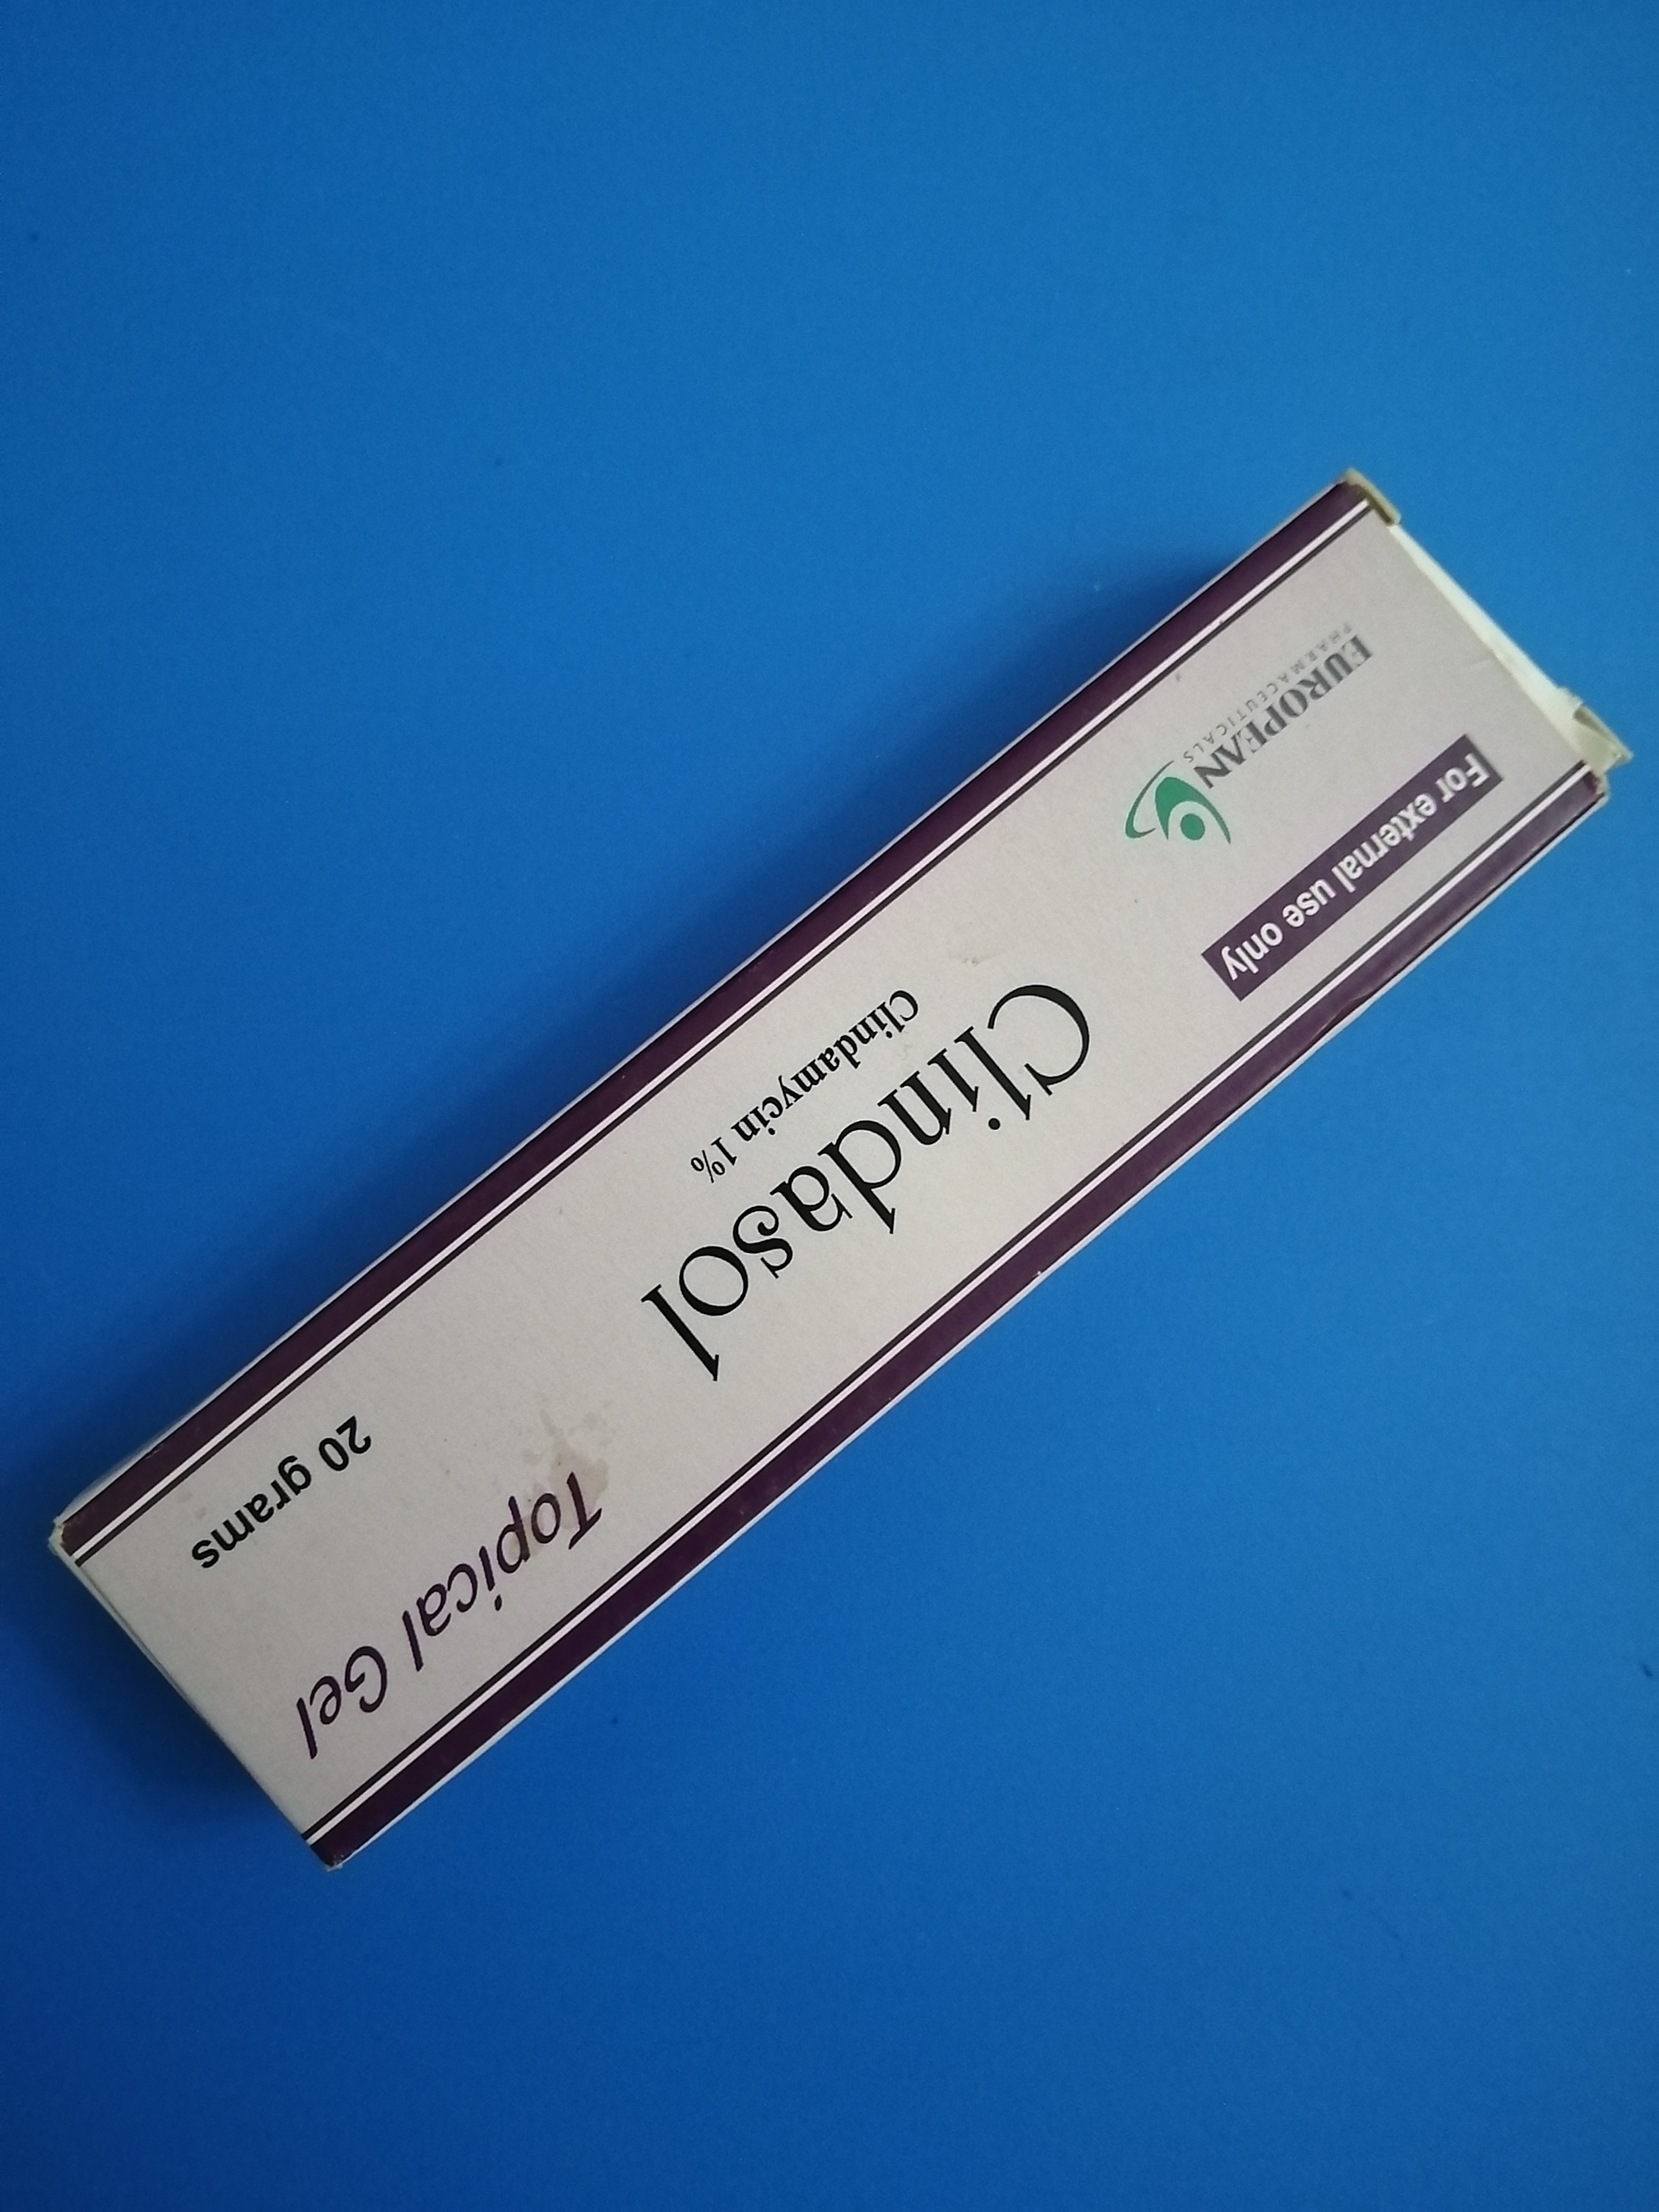 For external use only
EUROPEAN
PHARMACEUTICALS
Clindasol
Clindamycin 1%
Topical Gel
20 grams